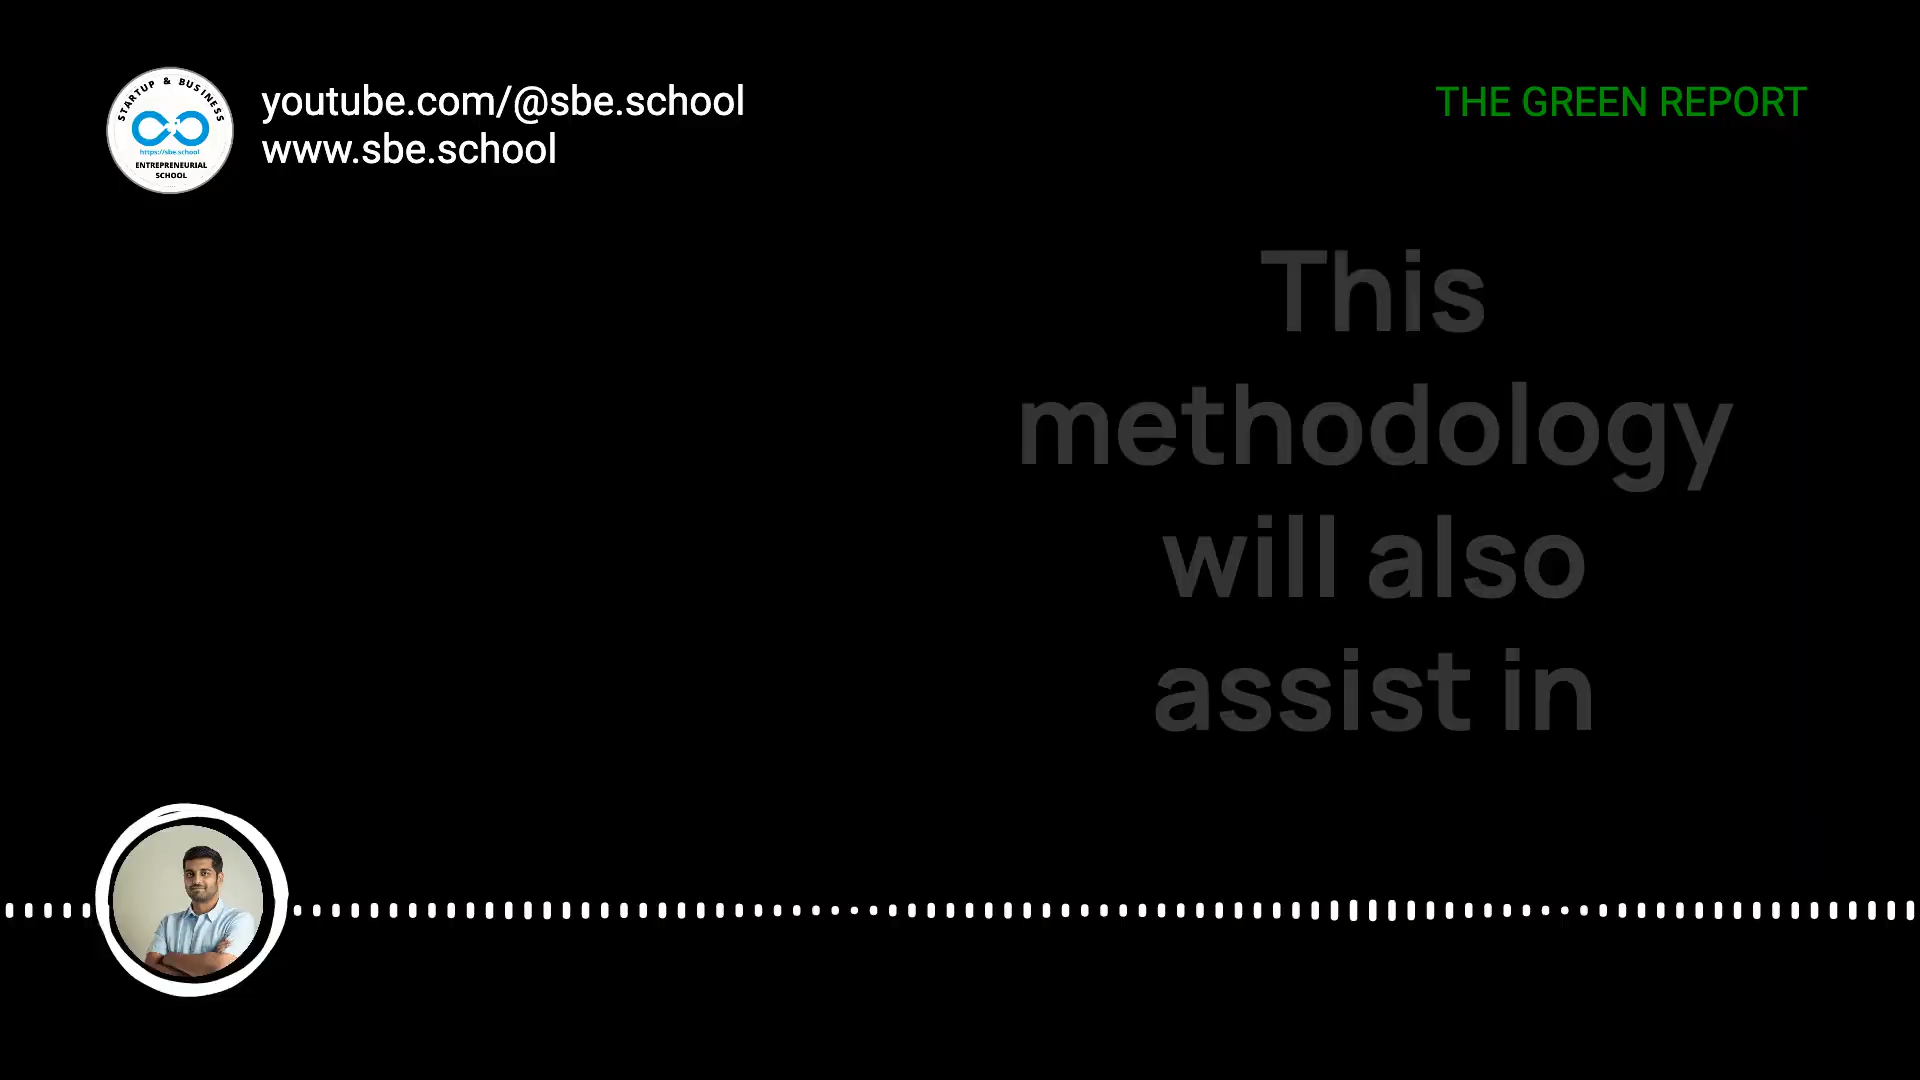 STARTUP & BUSINESS
https://sbe.school
ENTREPRENEURIAL
SCHOOL
youtube.com/@sbe.school
www.sbe.school
THE GREEN REPORT
This
methodology
will also
assist in